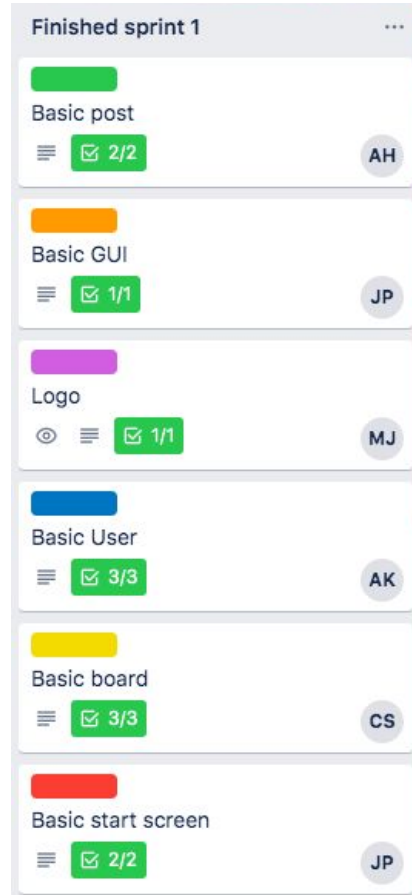 Finished sprint 1
Basic post
2/2
AH
Basic GUI
1/1
JP
Logo
1/1
MJ
Basic User
3/3
AK
Basic board
3/3
CS
Basic start screen
2/2
JP